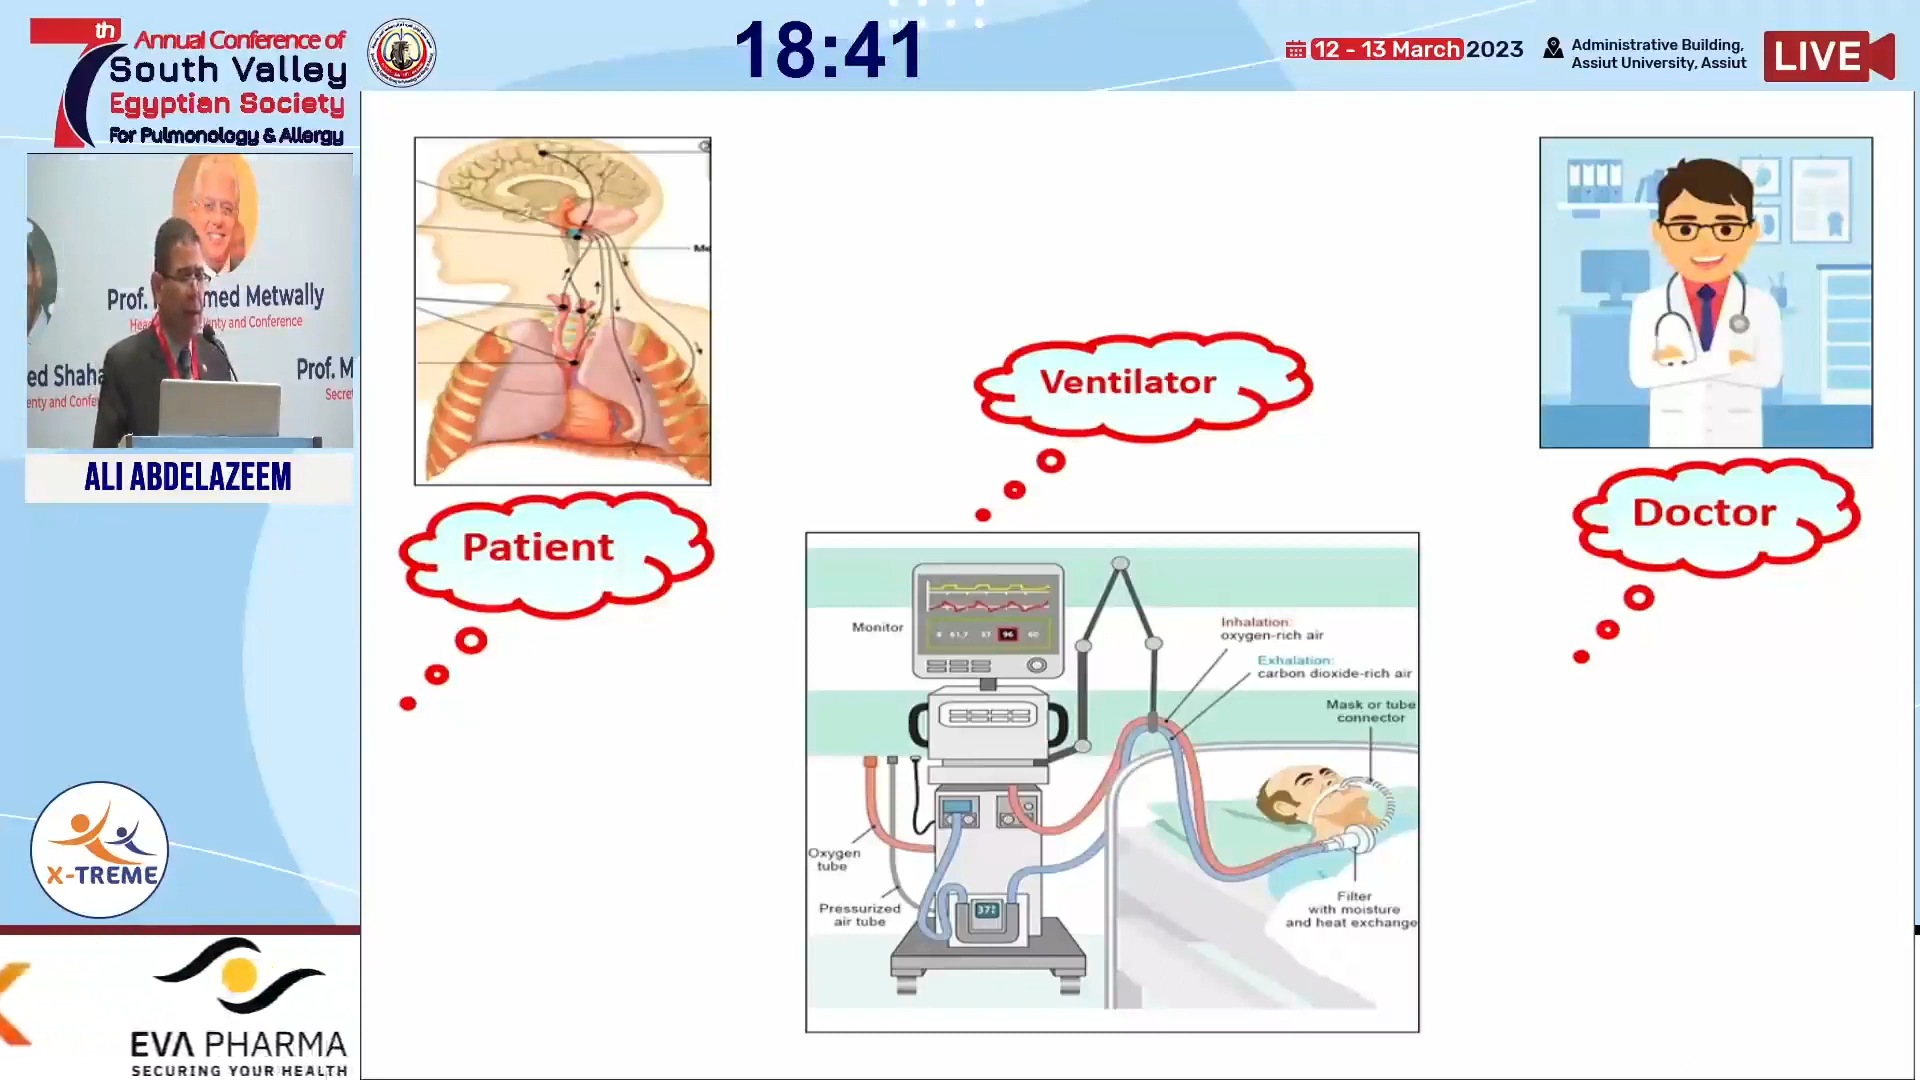 7th
Annual Conference of
South Valley
Egyptian Society
For Pulmonology & Allergy
18:41
12 - 13 March 2023
Administrative Building,
Assiut University, Assiut
LIVE
med Metwally
ed Shaha
Prof. M
ALI ABDELAZEEM
X-TREME
EVA PHARMA
SECURING YOUR HEALTH
Patient
Ventilator
Doctor
Monitor
96
Inhalation:
oxygen-rich air
Exhalation:
carbon dioxide-rich air
Mask or tube
connector
Oxygen
tube
Pressurized
air tube
Filter
with moisture
and heat exchange